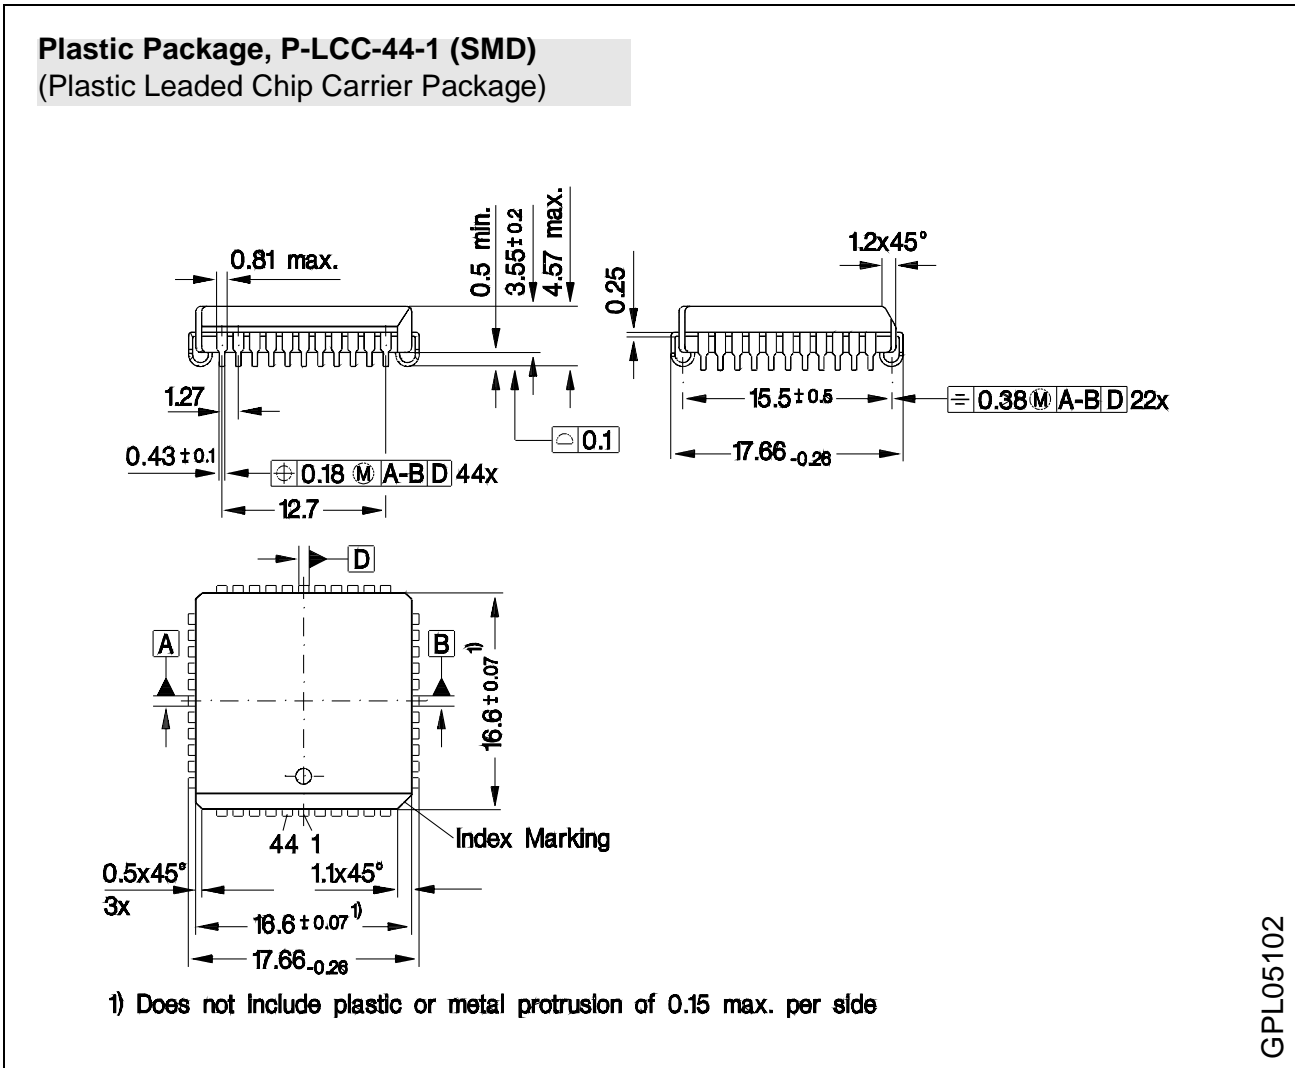 Plastic Package, P-LCC-44-1 (SMD)
(Plastic Leaded Chip Carrier Package)
0.81 max.
0.5 min.
3.55±0.2
4.57 max.
0.25
1.2x45°
1.27
0.43±0.1
0.18 Ⓜ A-B D 44x
12.7
0.1
15.5±0.5
0.38 Ⓜ A-B D 22x
17.66 -0.26
D
A
B
16.6±0.07 1)
44 1
Index Marking
0.5x45°
3x
1.1x45°
16.6±0.07 1)
17.66 -0.26
1) Does not include plastic or metal protrusion of 0.15 max. per side
GPL05102